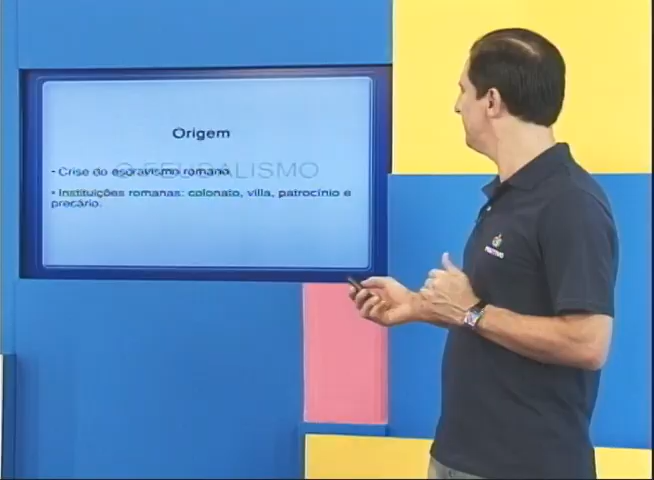 Origem
O FEUDALISMO
• Crise do escravismo romano.
• Instituições romanas: colonato, villa, patrocínio e
precário.